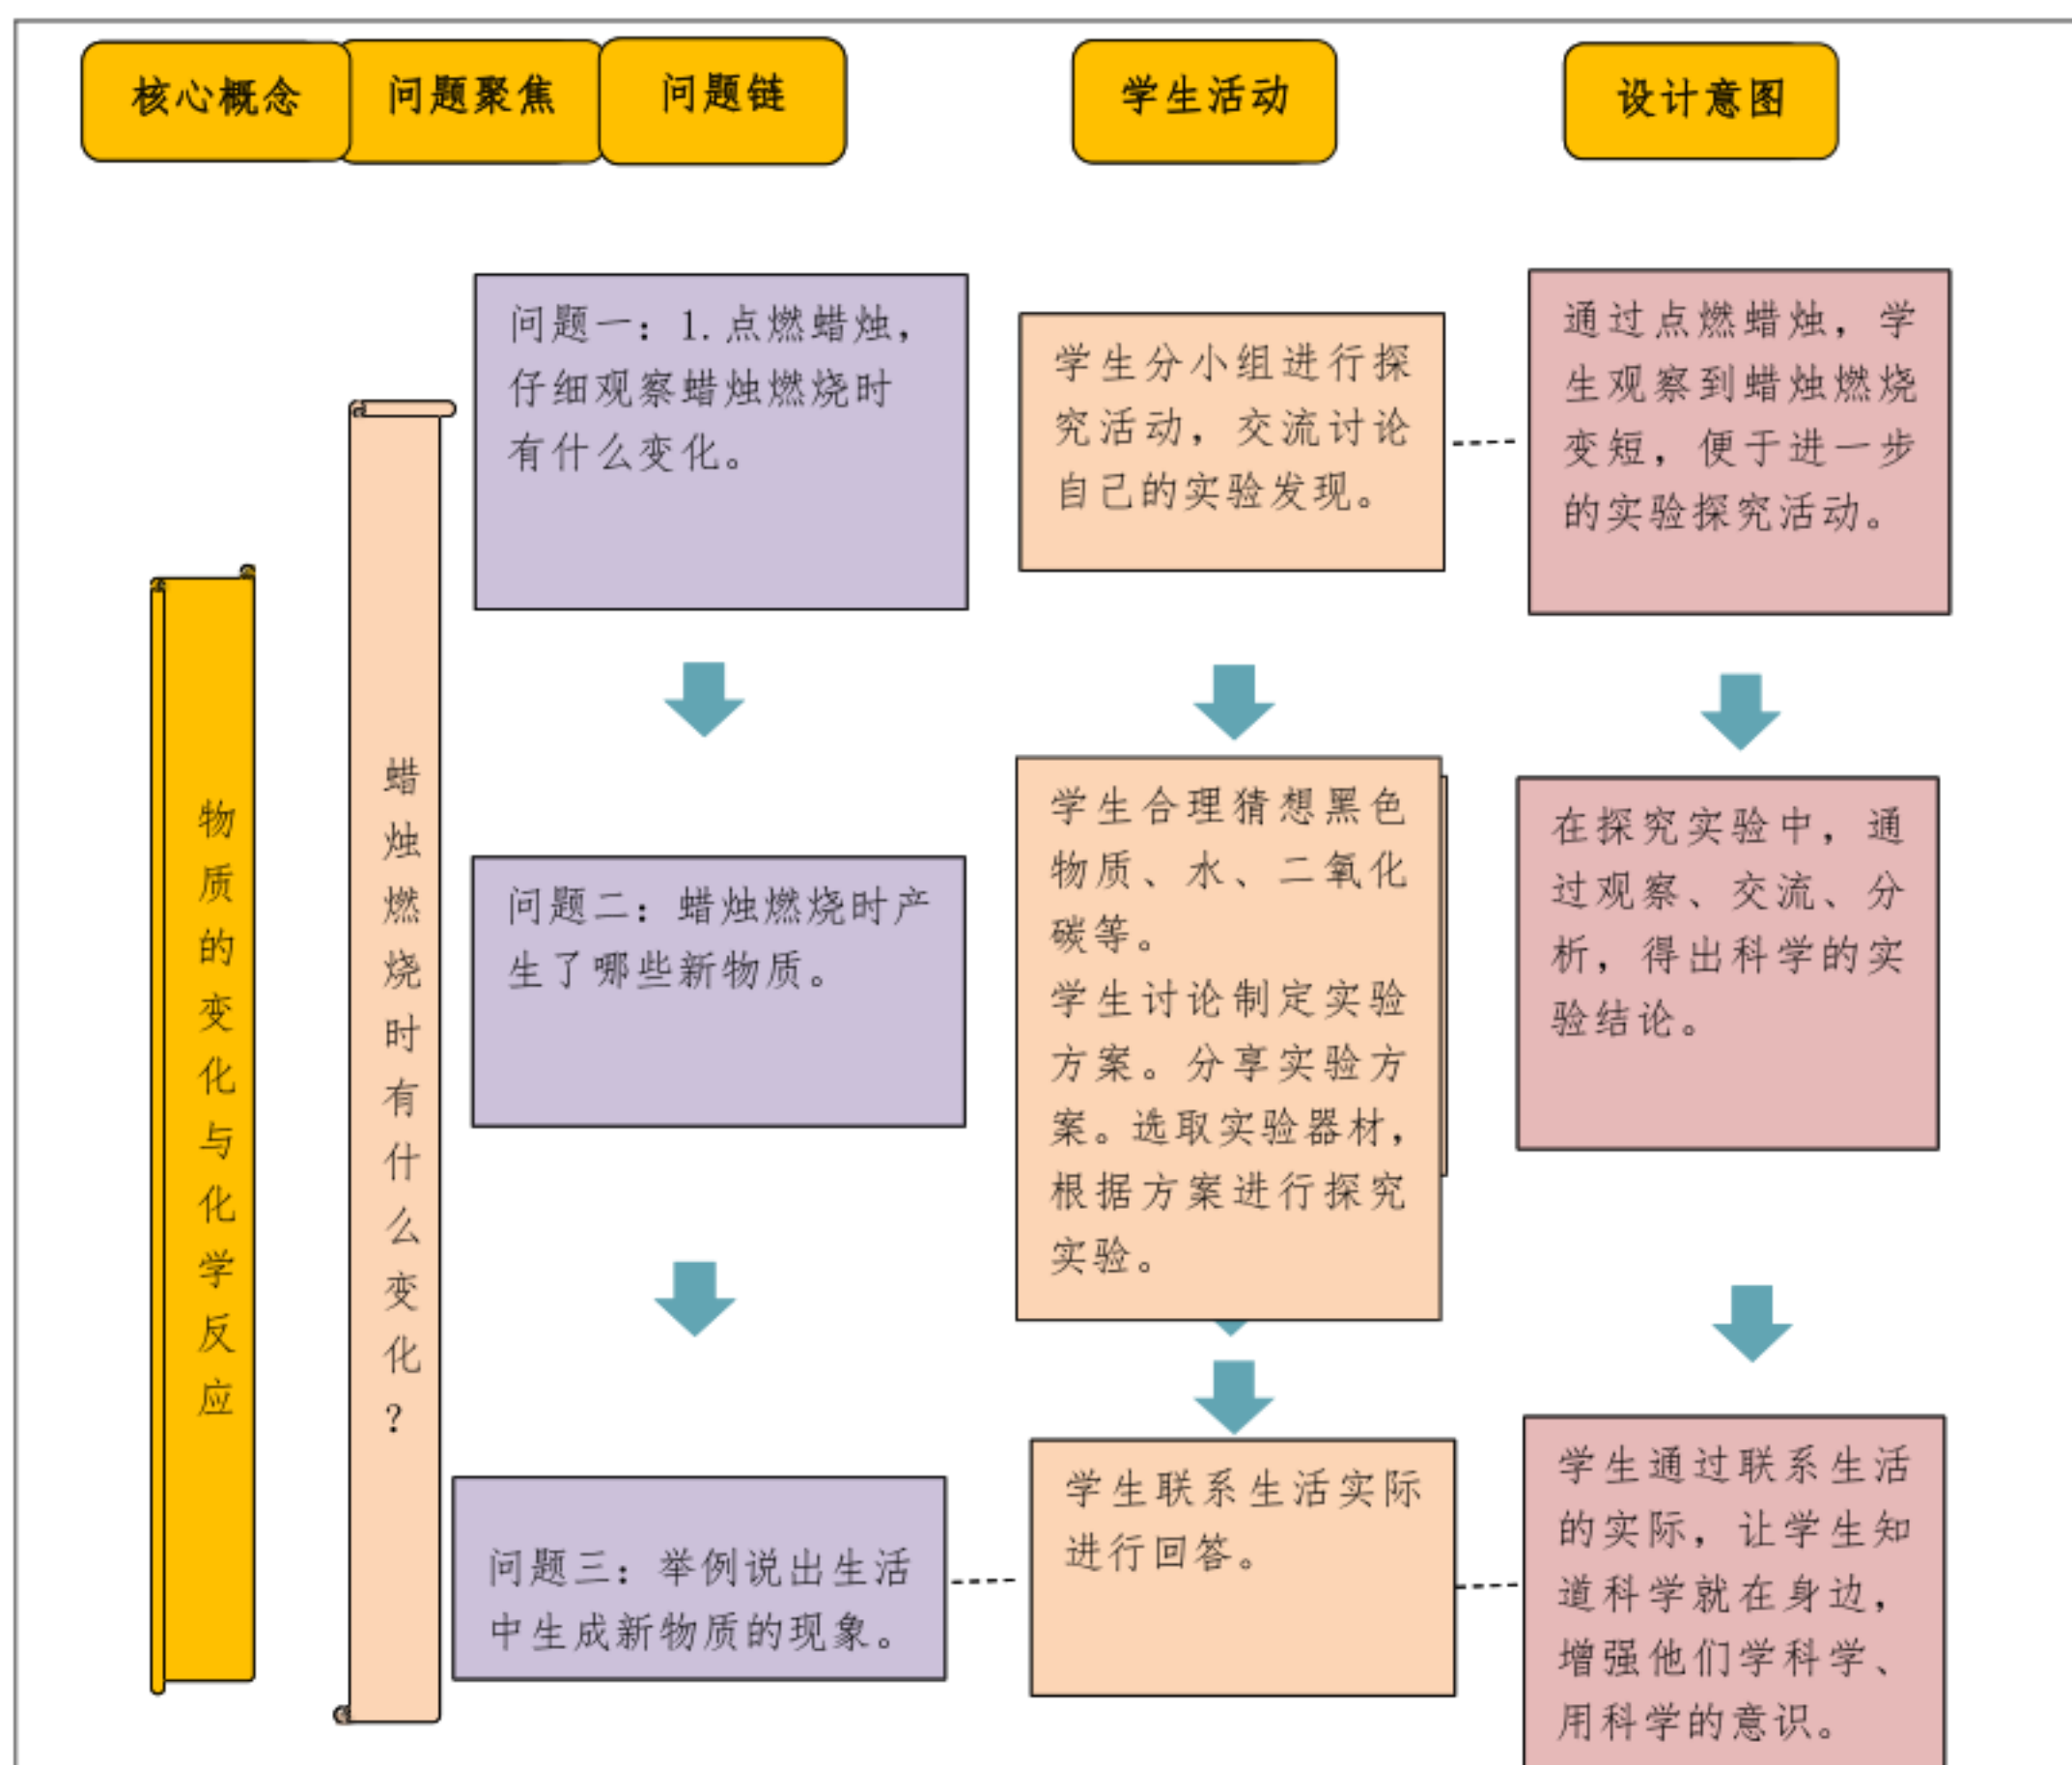 核心概念
问题聚焦
问题链
学生活动
设计意图
物质的变化与化学反应
蜡烛燃烧时有什么变化?
问题一：1.点燃蜡烛，
仔细观察蜡烛燃烧时
有什么变化。
学生分小组进行探
究活动，交流讨论
自己的实验发现。
通过点燃蜡烛，学
生观察到蜡烛燃烧
变短，便于进一步
的实验探究活动。
问题二：蜡烛燃烧时产
生了哪些新物质。
学生合理猜想黑色
物质、水、二氧化
碳等。
学生讨论制定实验
方案。分享实验方
案。选取实验器材，
根据方案进行探究
实验。
在探究实验中，通
过观察、交流、分
析，得出科学的实
验结论。
问题三：举例说出生活
中生成新物质的现象。
学生联系生活实际
进行回答。
学生通过联系生活
的实际，让学生知
道科学就在身边，
增强他们学科学、
用科学的意识。